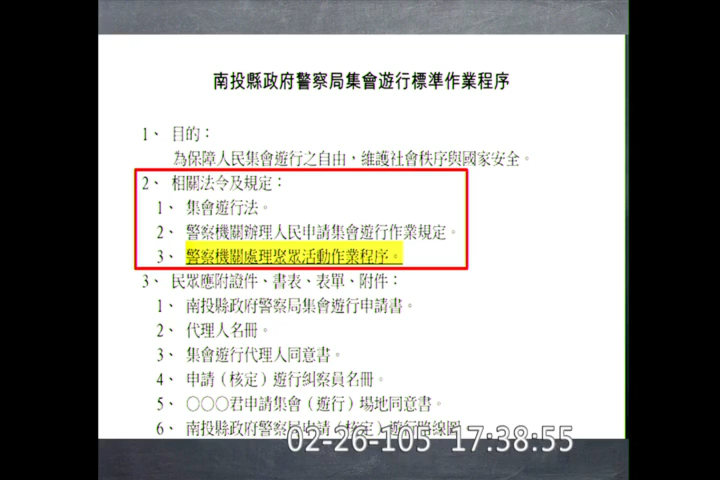 南投縣政府警察局集會遊行標準作業程序
1、目的：
為保障人民集會遊行之自由，維護社會秩序與國家安全。
2、相關法令及規定：
1、集會遊行法。
2、警察機關辦理人民申請集會遊行作業規定。
3、警察機關處理聚眾活動作業程序。
3、民眾應附證件、書表、表單、附件：
1、南投縣政府警察局集會遊行申請書。
2、代理人名冊。
3、集會遊行代理人同意書。
4、申請（核定）遊行糾察員名冊。
5、○○○君申請集會（遊行）場地同意書。
6、南投縣政府警察局申請（核定）遊行路線圖
02-26-105 17:38:55